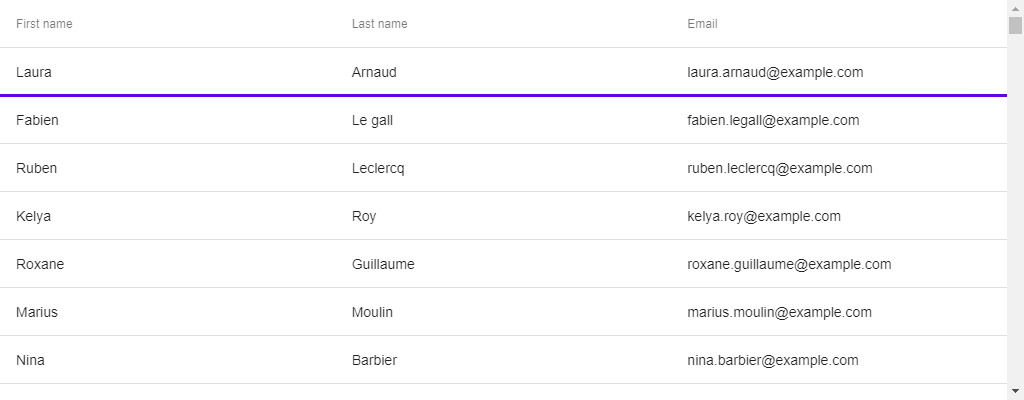 First name Last name Email
Laura Arnaud laura.arnaud@example.com
Fabien Le gall fabien.legall@example.com
Ruben Leclercq ruben.leclercq@example.com
Kelya Roy kelya.roy@example.com
Roxane Guillaume roxane.guillaume@example.com
Marius Moulin marius.moulin@example.com
Nina Barbier nina.barbier@example.com